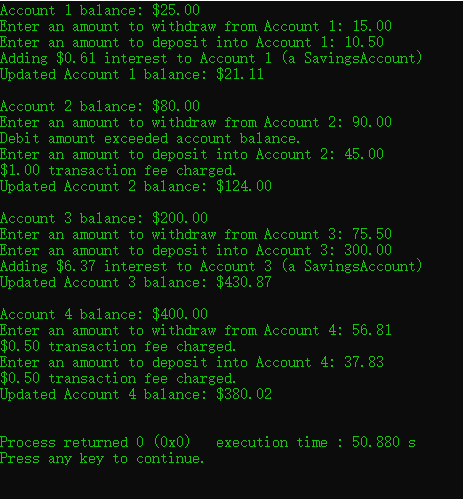 Account 1 balance: $25.00
Enter an amount to withdraw from Account 1: 15.00
Enter an amount to deposit into Account 1: 10.50
Adding $0.61 interest to Account 1 (a SavingsAccount)
Updated Account 1 balance: $21.11
Account 2 balance: $80.00
Enter an amount to withdraw from Account 2: 90.00
Debit amount exceeded account balance.
Enter an amount to deposit into Account 2: 45.00
$1.00 transaction fee charged.
Updated Account 2 balance: $124.00
Account 3 balance: $200.00
Enter an amount to withdraw from Account 3: 75.50
Enter an amount to deposit into Account 3: 300.00
Adding $6.37 interest to Account 3 (a SavingsAccount)
Updated Account 3 balance: $430.87
Account 4 balance: $400.00
Enter an amount to withdraw from Account 4: 56.81
$0.50 transaction fee charged.
Enter an amount to deposit into Account 4: 37.83
$0.50 transaction fee charged.
Updated Account 4 balance: $380.02
Process returned 0 (0x0)   execution time : 50.880 s
Press any key to continue.